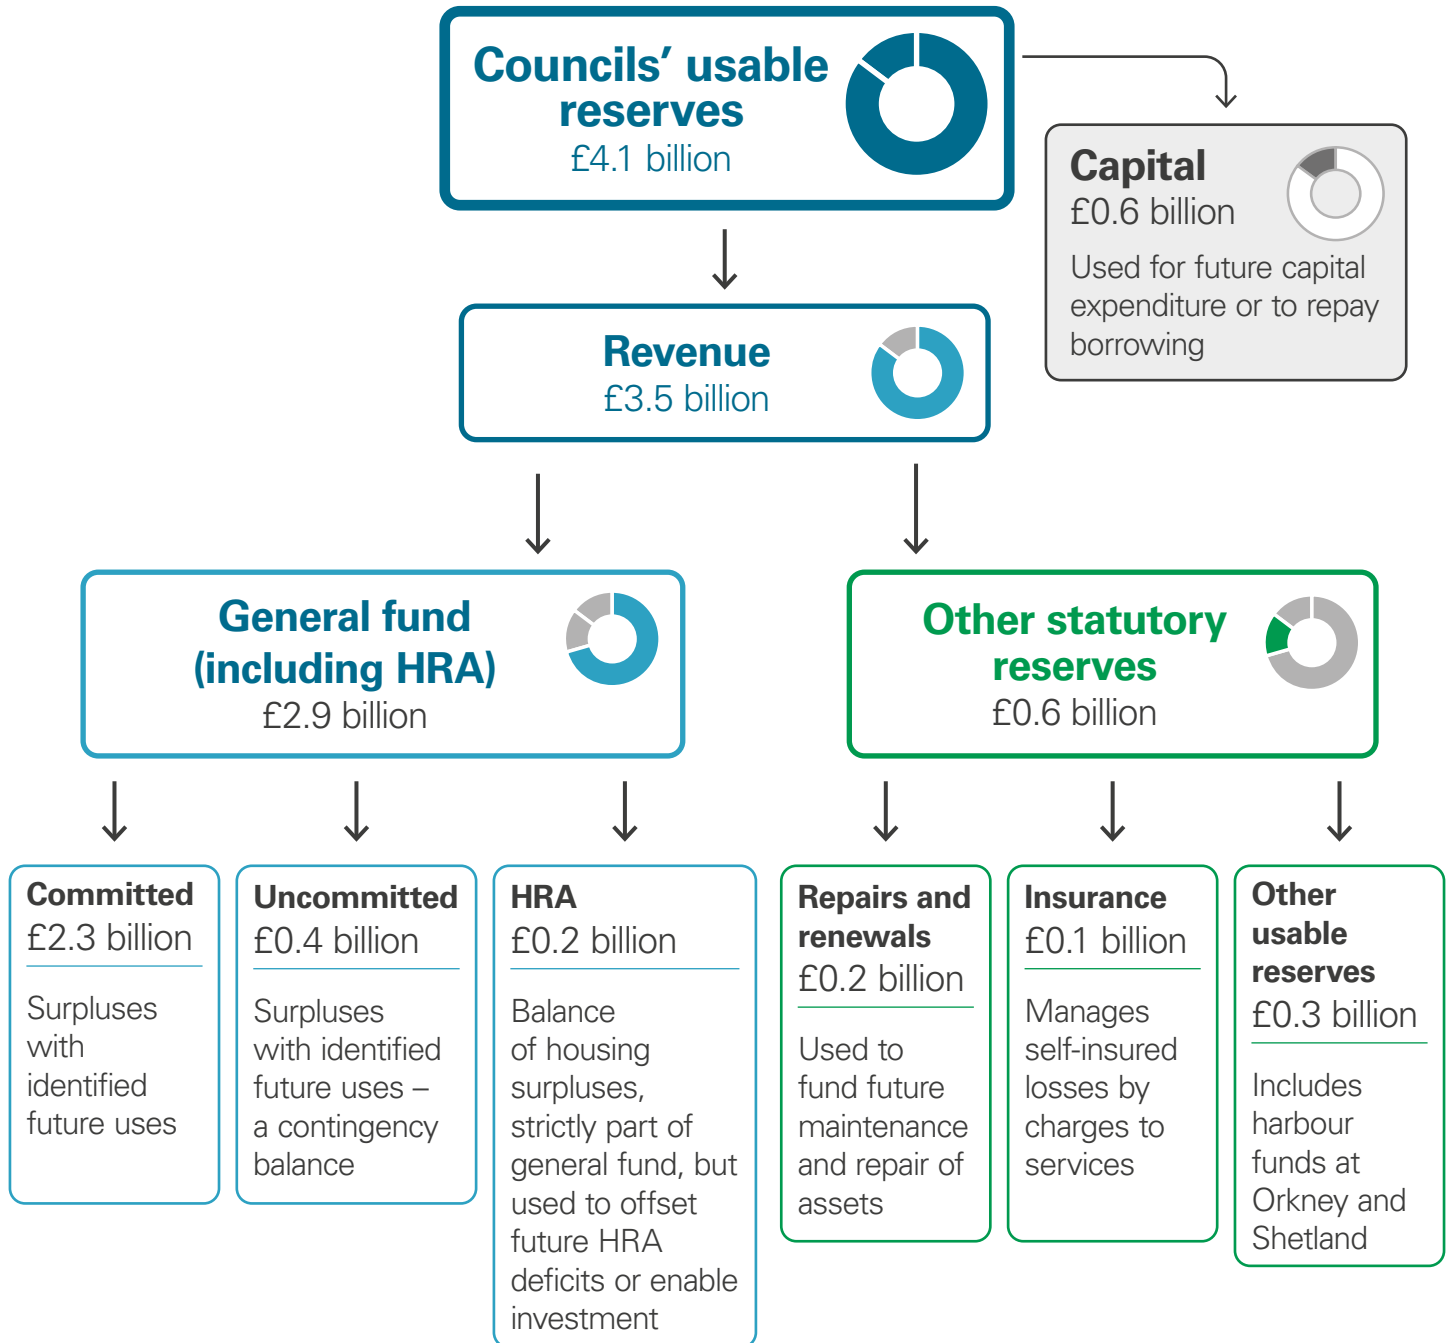 Councils’ usable
reserves
£4.1 billion
Capital
£0.6 billion
Used for future capital
expenditure or to repay
borrowing
Revenue
£3.5 billion
General fund
(including HRA)
£2.9 billion
Other statutory
reserves
£0.6 billion
Committed
£2.3 billion
Surpluses
with
identified
future uses
Uncommitted
£0.4 billion
Surpluses
with identified
future uses –
a contingency
balance
HRA
£0.2 billion
Balance
of housing
surpluses,
strictly part of
general fund, but
used to offset
future HRA
deficits or enable
investment
Repairs and
renewals
£0.2 billion
Used to
fund future
maintenance
and repair of
assets
Insurance
£0.1 billion
Manages
self-insured
losses by
charges to
services
Other
usable
reserves
£0.3 billion
Includes
harbour
funds at
Orkney and
Shetland